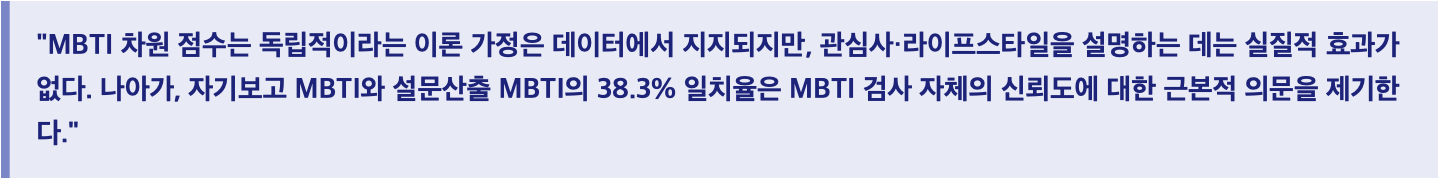 "MBTI 차원 점수는 독립적이라는 이론 가정은 데이터에서 지지되지만, 관심사·라이프스타일을 설명하는 데는 실질적 효과가
없다. 나아가, 자기보고 MBTI와 설문산출 MBTI의 38.3% 일치율은 MBTI 검사 자체의 신뢰도에 대한 근본적 의문을 제기한
다."